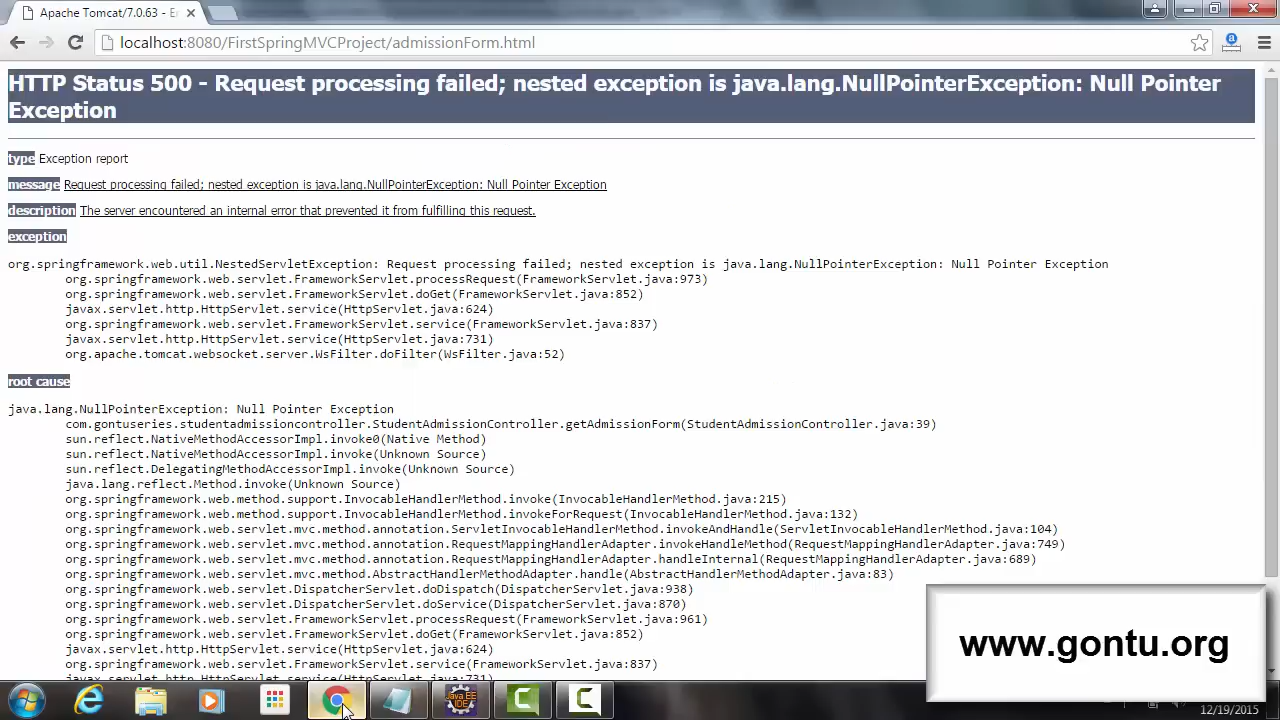 Apache Tomcat/7.0.63 - Er
localhost:8080/FirstSpringMVCProject/admissionForm.html
HTTP Status 500 - Request processing failed; nested exception is java.lang.NullPointerException: Null Pointer
Exception
type Exception report
message Request processing failed; nested exception is java.lang.NullPointerException: Null Pointer Exception
description The server encountered an internal error that prevented it from fulfilling this request.
exception
org.springframework.web.util.NestedServletException: Request processing failed; nested exception is java.lang.NullPointerException: Null Pointer Exception
org.springframework.web.servlet.FrameworkServlet.processRequest(FrameworkServlet.java:973)
org.springframework.web.servlet.FrameworkServlet.doGet(FrameworkServlet.java:852)
javax.servlet.http.HttpServlet.service(HttpServlet.java:624)
org.springframework.web.servlet.FrameworkServlet.service(FrameworkServlet.java:837)
javax.servlet.http.HttpServlet.service(HttpServlet.java:731)
org.apache.tomcat.websocket.server.WsFilter.doFilter(WsFilter.java:52)
root cause
java.lang.NullPointerException: Null Pointer Exception
com.gontuseries.studentadmissioncontroller.StudentAdmissionController.getAdmissionForm(StudentAdmissionController.java:39)
sun.reflect.NativeMethodAccessorImpl.invoke0(Native Method)
sun.reflect.NativeMethodAccessorImpl.invoke(Unknown Source)
sun.reflect.DelegatingMethodAccessorImpl.invoke(Unknown Source)
java.lang.reflect.Method.invoke(Unknown Source)
org.springframework.web.method.support.InvocableHandlerMethod.invoke(InvocableHandlerMethod.java:215)
org.springframework.web.method.support.InvocableHandlerMethod.invokeForRequest(InvocableHandlerMethod.java:132)
org.springframework.web.servlet.mvc.method.annotation.ServletInvocableHandlerMethod.invokeAndHandle(ServletInvocableHandlerMethod.java:104)
org.springframework.web.servlet.mvc.method.annotation.RequestMappingHandlerAdapter.invokeHandleMethod(RequestMappingHandlerAdapter.java:749)
org.springframework.web.servlet.mvc.method.annotation.RequestMappingHandlerAdapter.handleInternal(RequestMappingHandlerAdapter.java:689)
org.springframework.web.servlet.mvc.method.AbstractHandlerMethodAdapter.handle(AbstractHandlerMethodAdapter.java:83)
org.springframework.web.servlet.DispatcherServlet.doDispatch(DispatcherServlet.java:938)
org.springframework.web.servlet.DispatcherServlet.doService(DispatcherServlet.java:870)
org.springframework.web.servlet.FrameworkServlet.processRequest(FrameworkServlet.java:961)
org.springframework.web.servlet.FrameworkServlet.doGet(FrameworkServlet.java:852)
javax.servlet.http.HttpServlet.service(HttpServlet.java:624)
org.springframework.web.servlet.FrameworkServlet.service(FrameworkServlet.java:837)
javax.servlet.http.HttpServlet.service(HttpServlet.java:731)
www.gontu.org
Java EE
IDE
12/19/2015